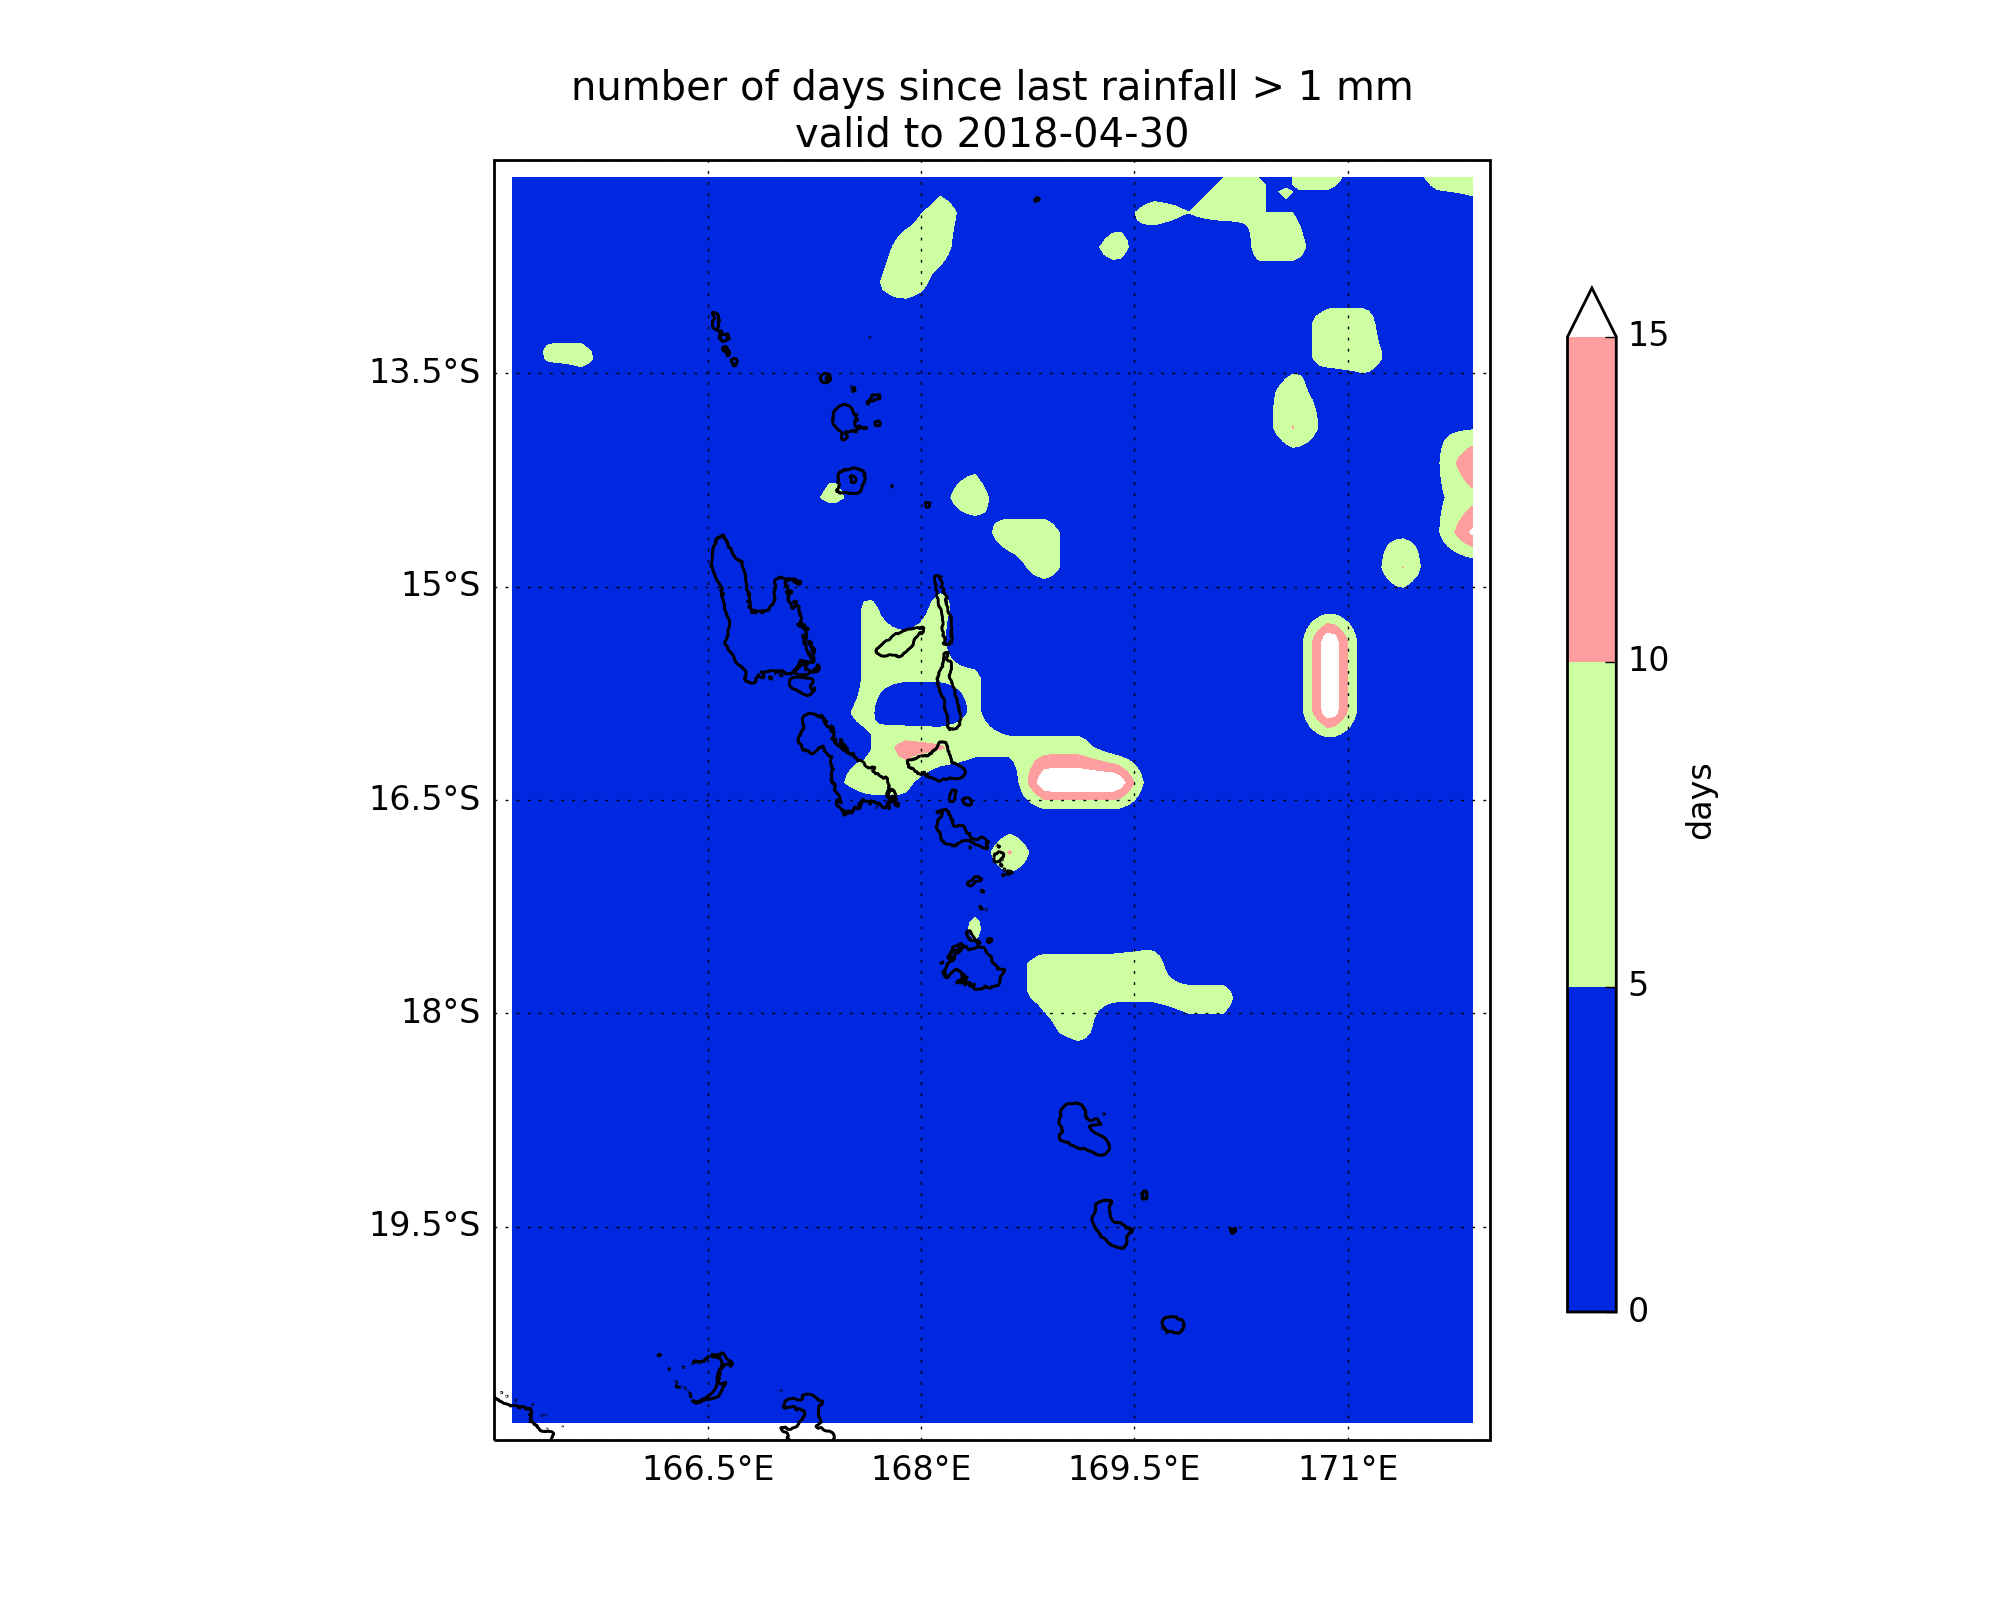 number of days since last rainfall > 1 mm
valid to 2018-04-30
13.5°S
15°S
16.5°S
18°S
19.5°S
166.5°E
168°E
169.5°E
171°E
15
10
5
0
days